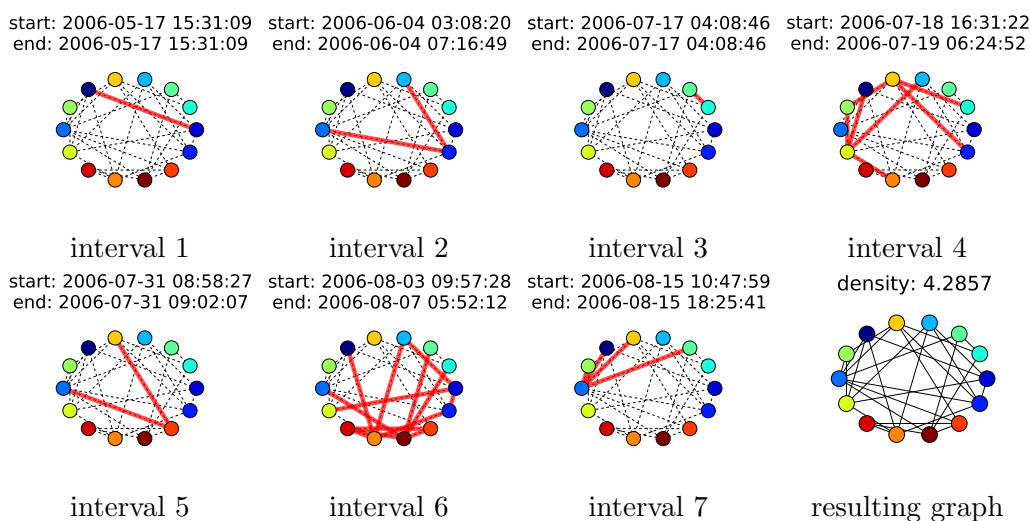 start: 2006-05-17 15:31:09
end: 2006-05-17 15:31:09
interval 1
start: 2006-06-04 03:08:20
end: 2006-06-04 07:16:49
interval 2
start: 2006-07-17 04:08:46
end: 2006-07-17 04:08:46
interval 3
start: 2006-07-18 16:31:22
end: 2006-07-19 06:24:52
interval 4
start: 2006-07-31 08:58:27
end: 2006-07-31 09:02:07
interval 5
start: 2006-08-03 09:57:28
end: 2006-08-07 05:52:12
interval 6
start: 2006-08-15 10:47:59
end: 2006-08-15 18:25:41
interval 7
density: 4.2857
resulting graph